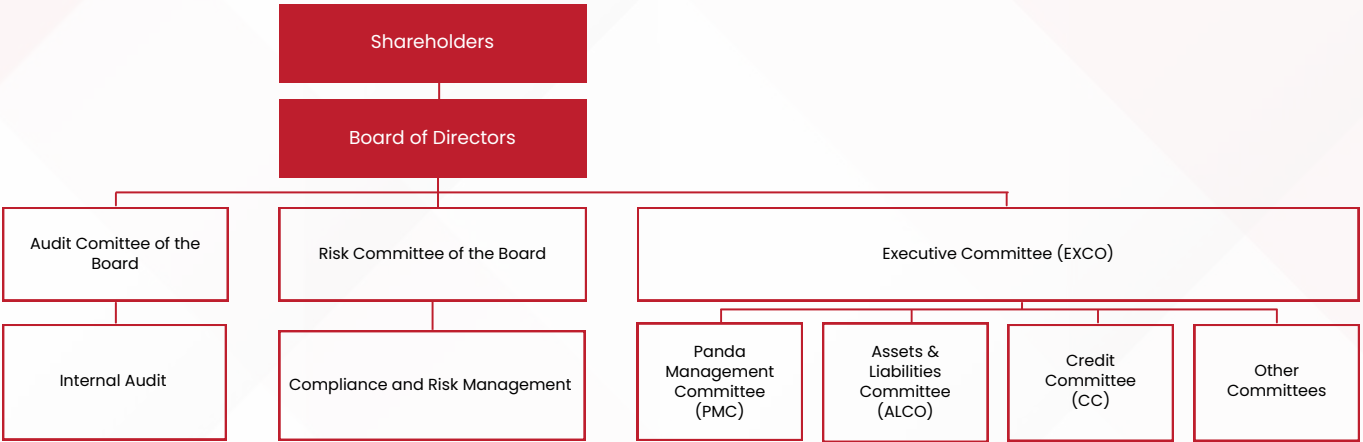 Shareholders
Board of Directors
Audit Comittee of the
Board
Risk Committee of the Board
Executive Committee (EXCO)
Internal Audit
Compliance and Risk Management
Panda
Management
Committee
(PMC)
Assets &
Liabilities
Committee
(ALCO)
Credit
Committee
(CC)
Other
Committees